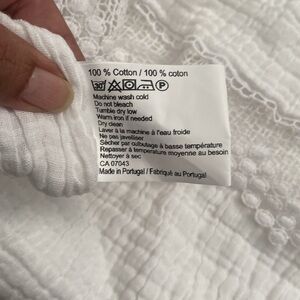 100 % Cotton / 100 % coton
Machine wash cold
Do not bleach
Tumble dry low
Warm iron if needed
Dry clean
Laver à la machine à l'eau froide
Ne pas javelliser
Sécher par culbutage à basse température
Repasser à température moyenne au besoin
Nettoyer à sec
CA 07043
Made in Portugal / Fabriqué au Portugal